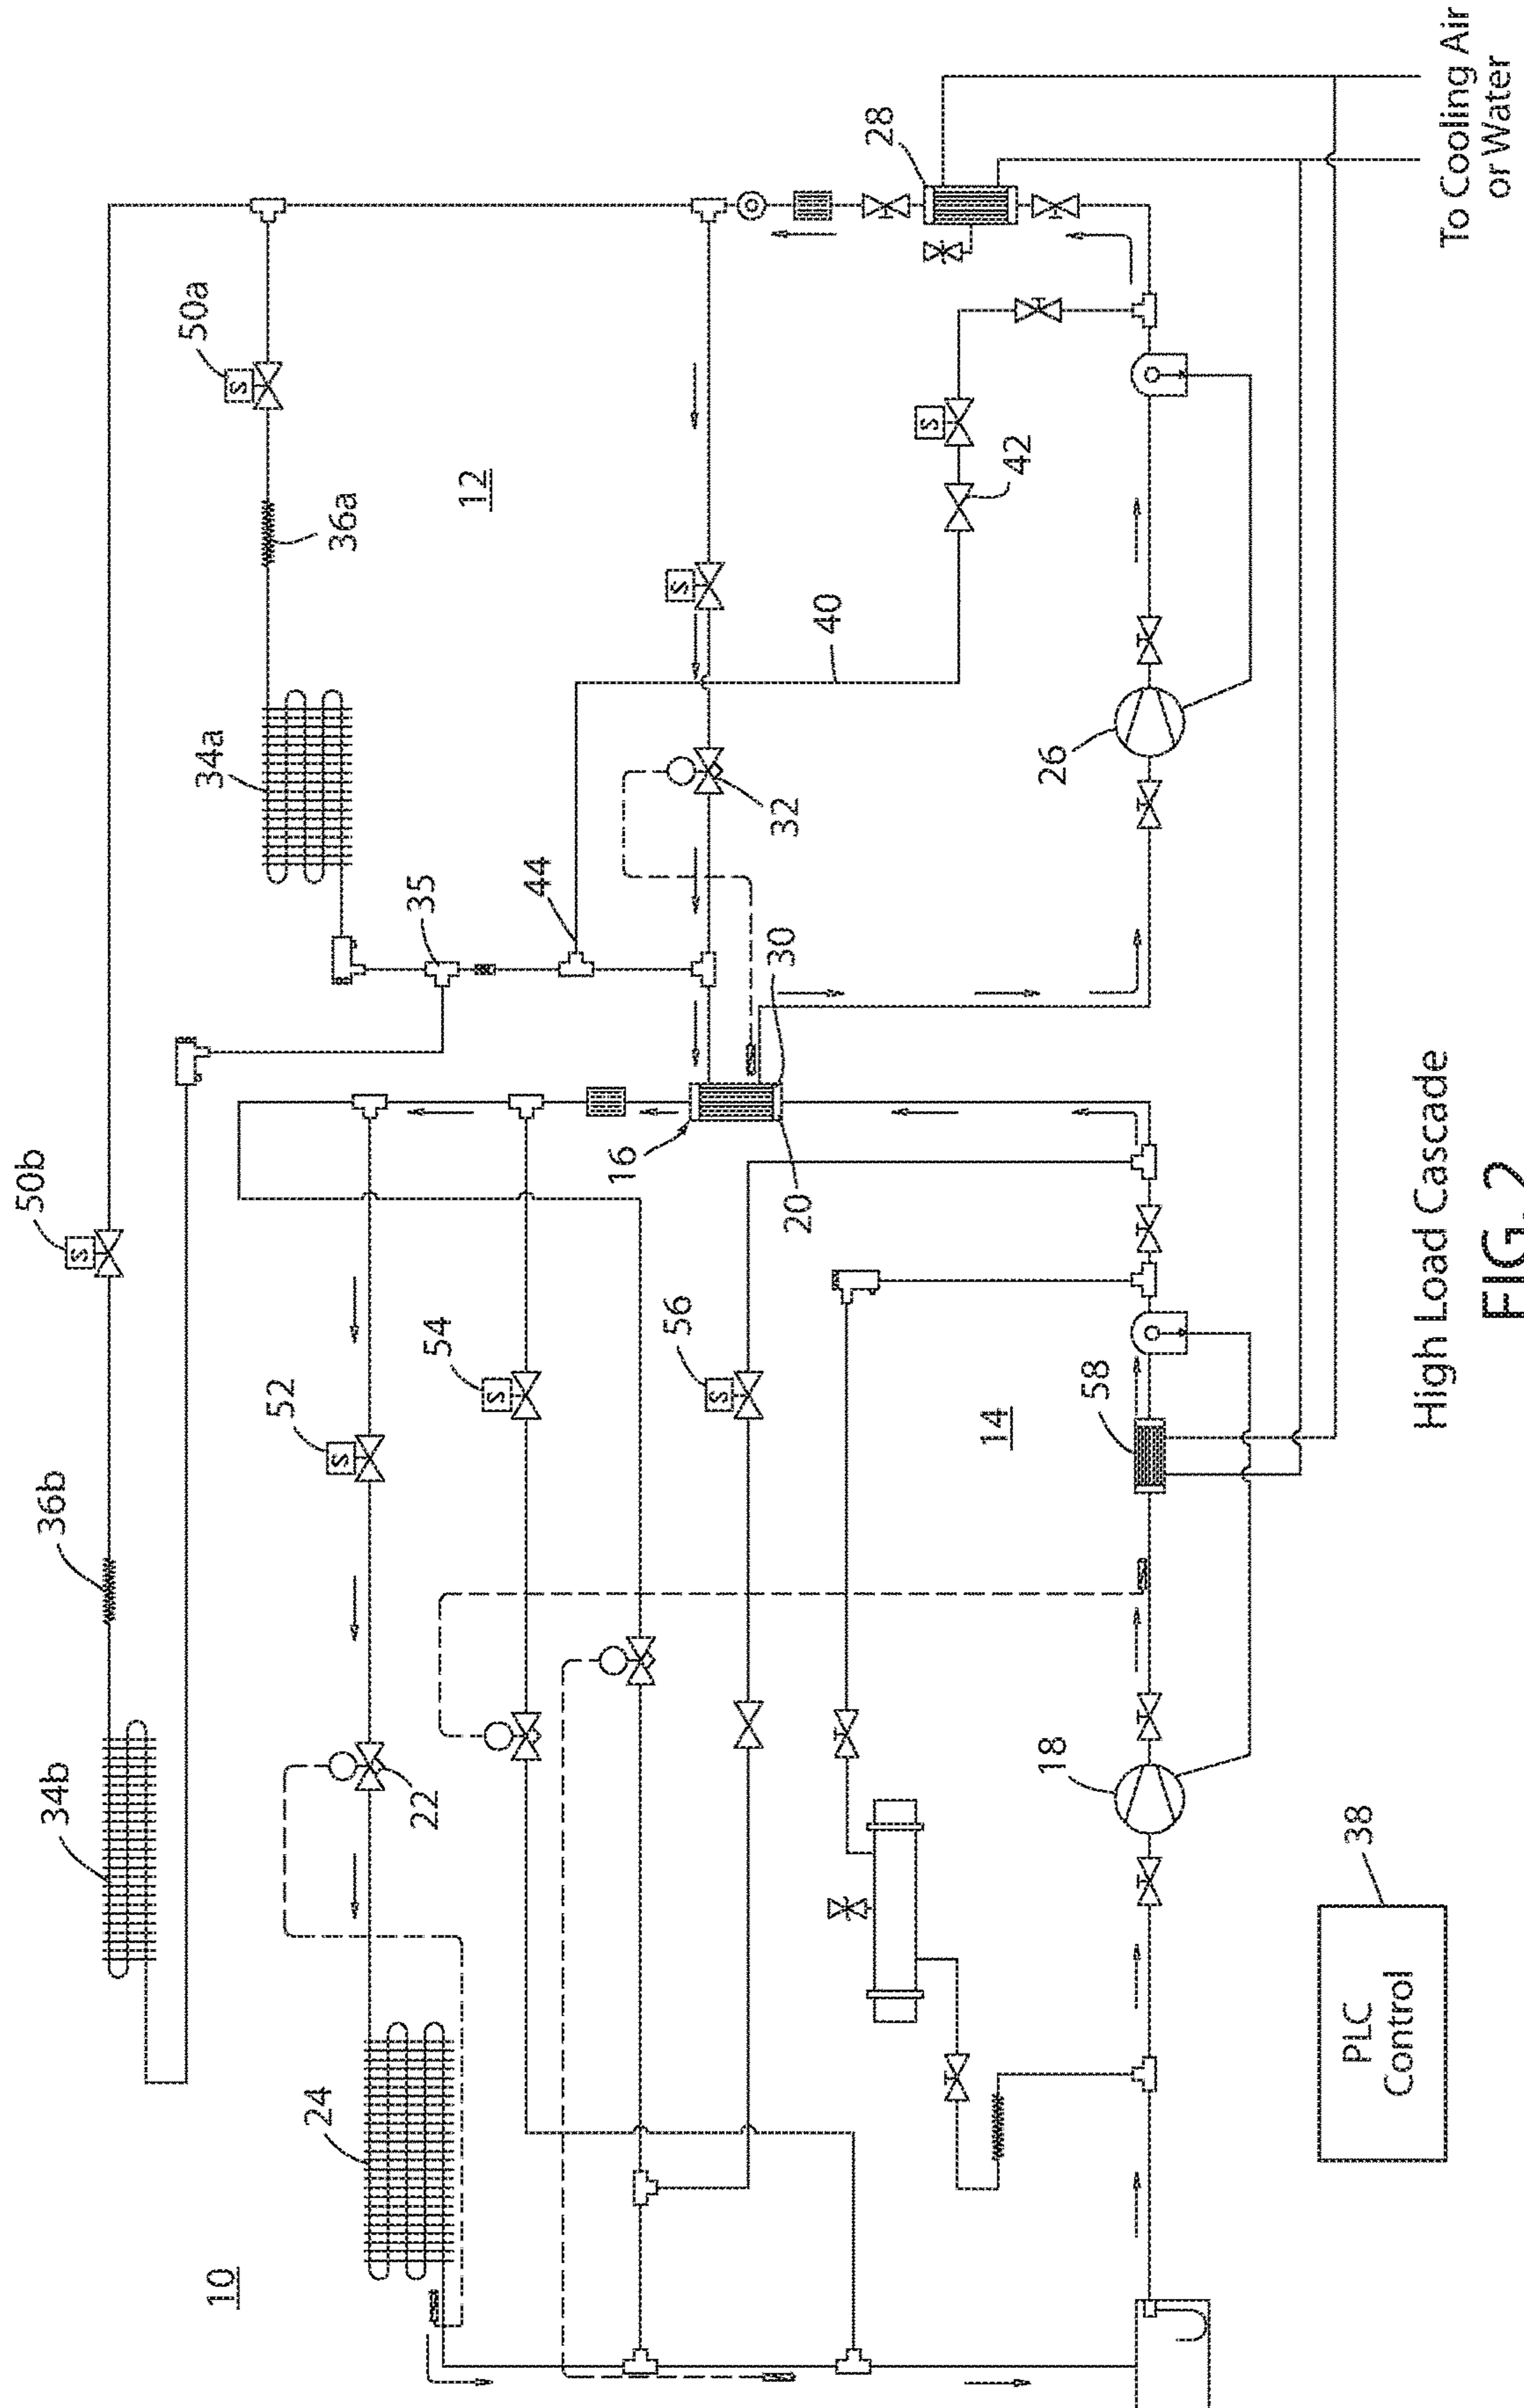 50b
S
36b
34b
50a
S
34a
10
52
S
24
36a
35
22
54
S
12
44
16
S
56
S
30
32
20
40
28
S
14
42
18
26
58
38
PLC
Control
High Load Cascade
To Cooling Air
or Water
FIG. 2